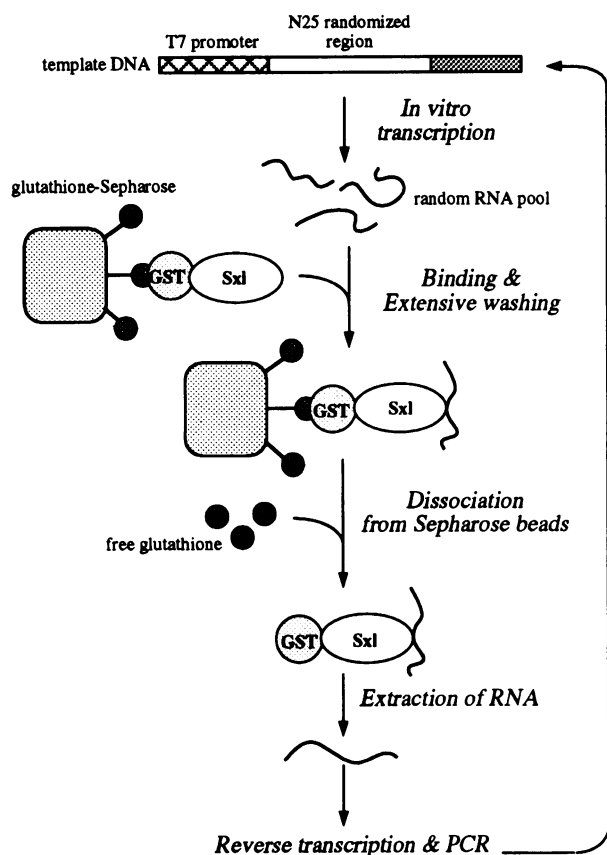 N25 randomized
T7 promoter
region
template DNA
In vitro
transcription
glutathione-Sepharose
random RNA pool
GST
Sxl
Binding &
Extensive washing
GST
Sxl
Dissociation
from Sepharose beads
free glutathione
GST
Sxl
Extraction of RNA
Reverse transcription & PCR